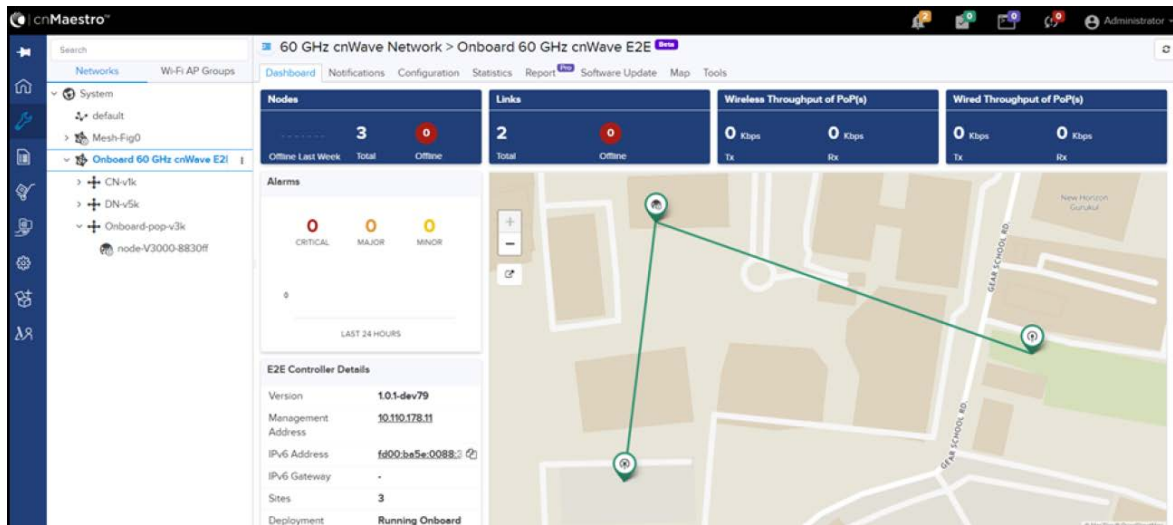 cnMaestro™
2
0
0
0
Administrator
Search
Networks Wi-Fi AP Groups
System
default
Mesh-Fig0
Onboard 60 GHz cnWave E2E
CN-v1k
DN-v5k
Onboard-pop-v3k
node-V3000-8830ff
60 GHz cnWave Network > Onboard 60 GHz cnWave E2E Beta
Dashboard Notifications Configuration Statistics Report Pro Software Update Map Tools
Nodes
3 0
Offline Last Week Total Offline
Links
2 0
Total Offline
Wireless Throughput of PoP(s)
0 Kbps 0 Kbps
Tx Rx
Wired Throughput of PoP(s)
0 Kbps 0 Kbps
Tx Rx
Alarms
0 0 0
CRITICAL MAJOR MINOR
0
LAST 24 HOURS
E2E Controller Details
Version 1.0.1-dev79
Management Address 10.110.178.11
IPv6 Address fd00:ba5e:0088:
IPv6 Gateway -
Sites 3
Deployment Running Onboard
+
−
New Horizon
Gurukul
GEAR SCHOOL RD.
GEAR SCHOOL RD.